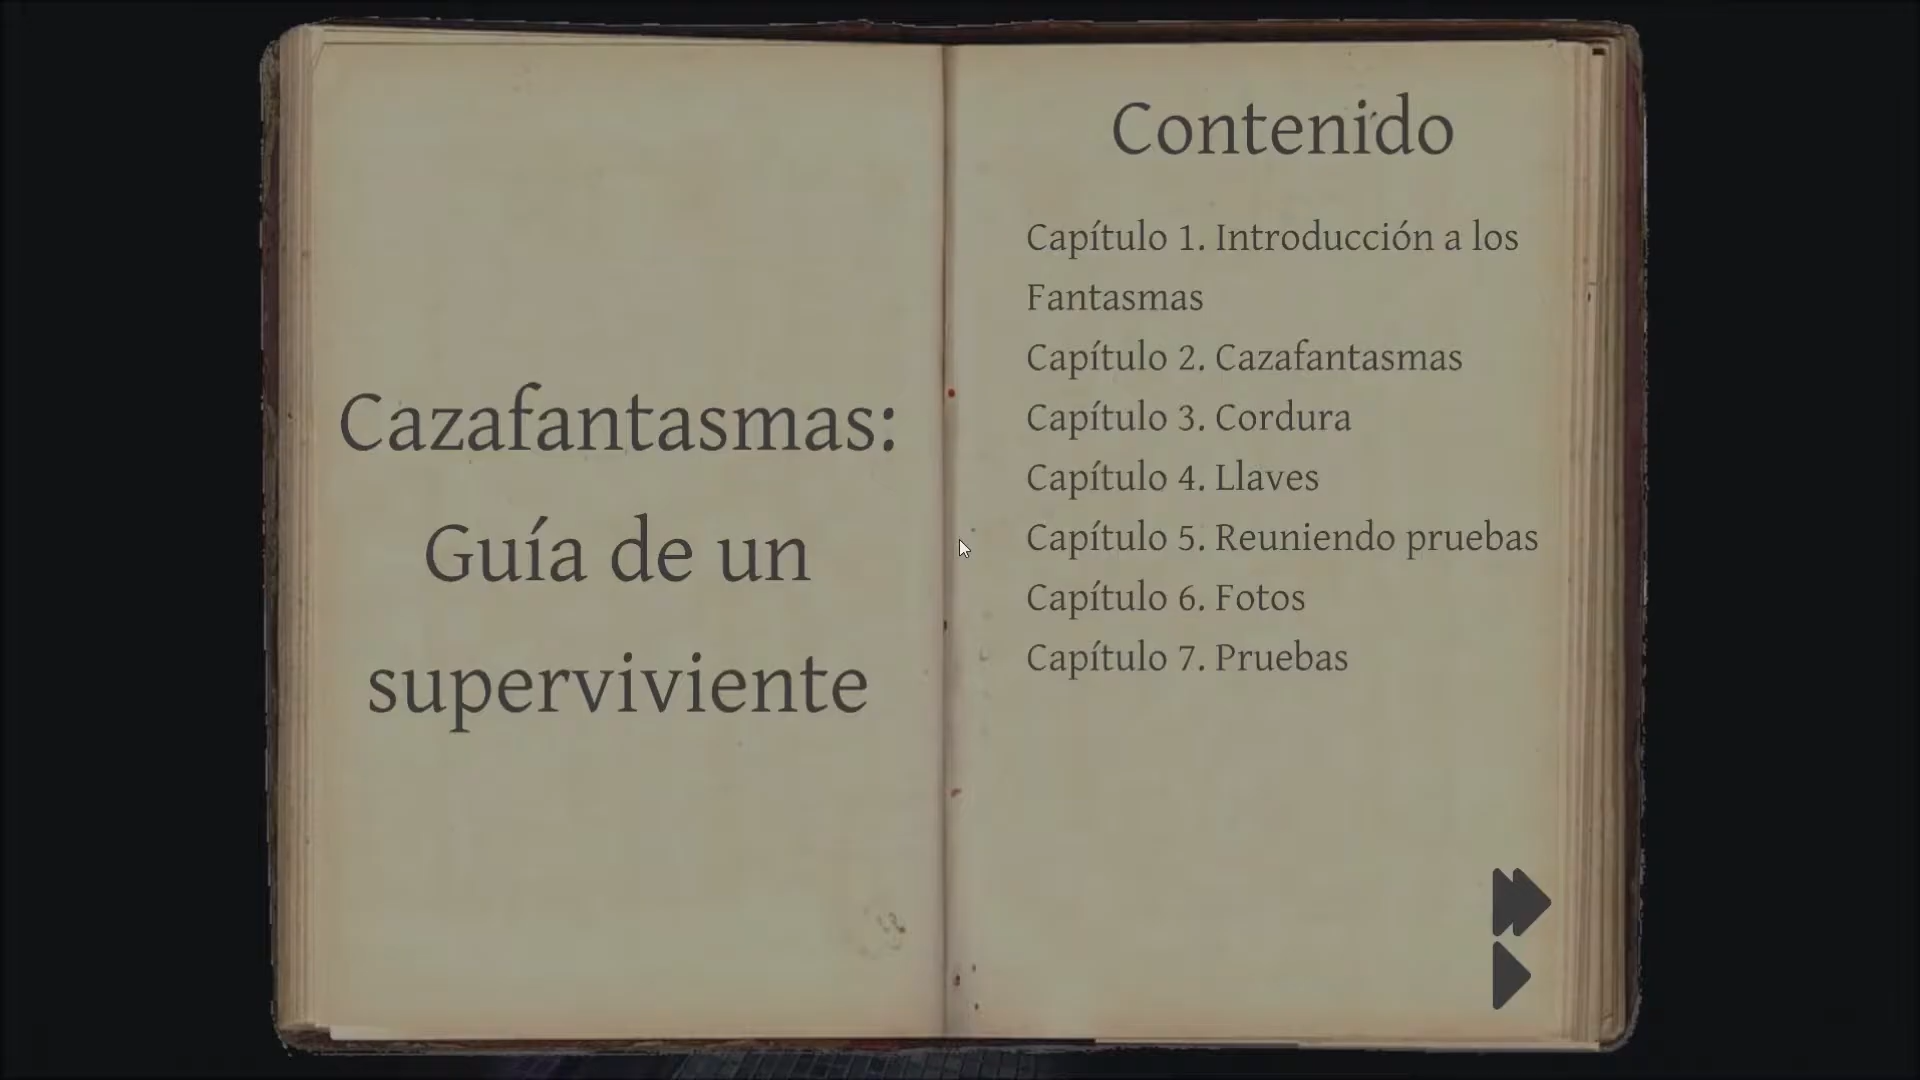 Cazafantasmas:
Guía de un
superviviente
Contenido
Capítulo 1. Introducción a los
Fantasmas
Capítulo 2. Cazafantasmas
Capítulo 3. Cordura
Capítulo 4. Llaves
Capítulo 5. Reuniendo pruebas
Capítulo 6. Fotos
Capítulo 7. Pruebas